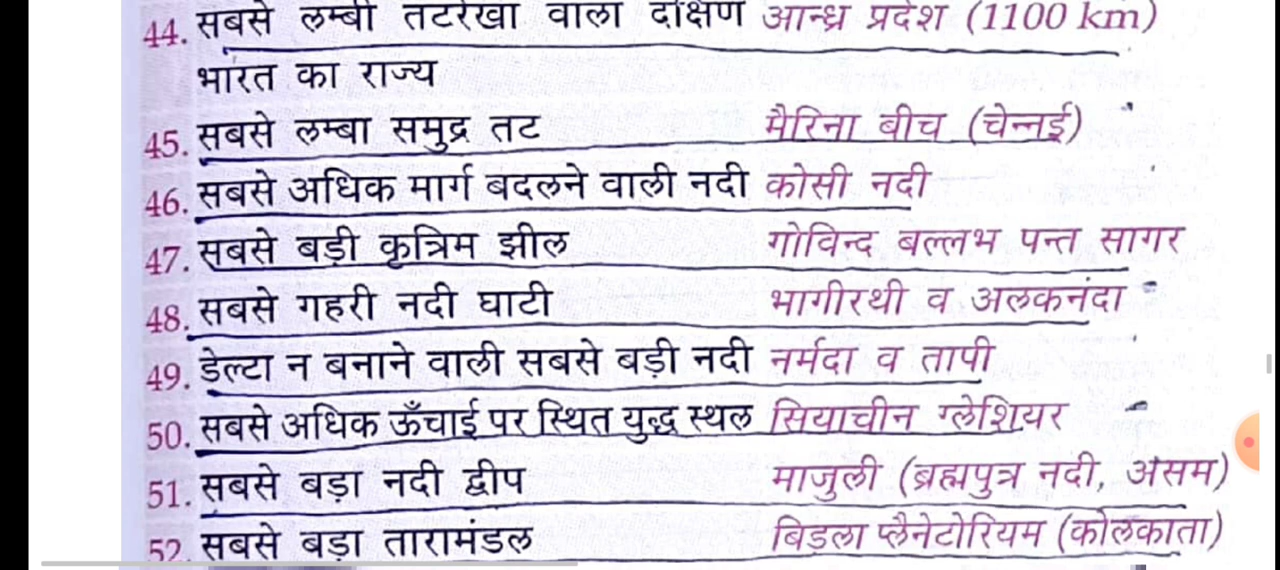 44. सबसे लम्बी तटरेखा वाला दक्षिण आन्ध्र प्रदेश (1100 km)
भारत का राज्य
45. सबसे लम्बा समुद्र तट मैरिना बीच (चेन्नई)
46. सबसे अधिक मार्ग बदलने वाली नदी कोसी नदी
47. सबसे बड़ी कृत्रिम झील गोविन्द बल्लभ पन्त सागर
48. सबसे गहरी नदी घाटी भागीरथी व अलकनंदा
49. डेल्टा न बनाने वाली सबसे बड़ी नदी नर्मदा व तापी
50. सबसे अधिक ऊँचाई पर स्थित युद्ध स्थल सियाचीन ग्लेशियर
51. सबसे बड़ा नदी द्वीप माजुली (ब्रह्मपुत्र नदी, असम)
52. सबसे बड़ा तारामंडल बिड़ला प्लैनेटोरियम (कोलकाता)